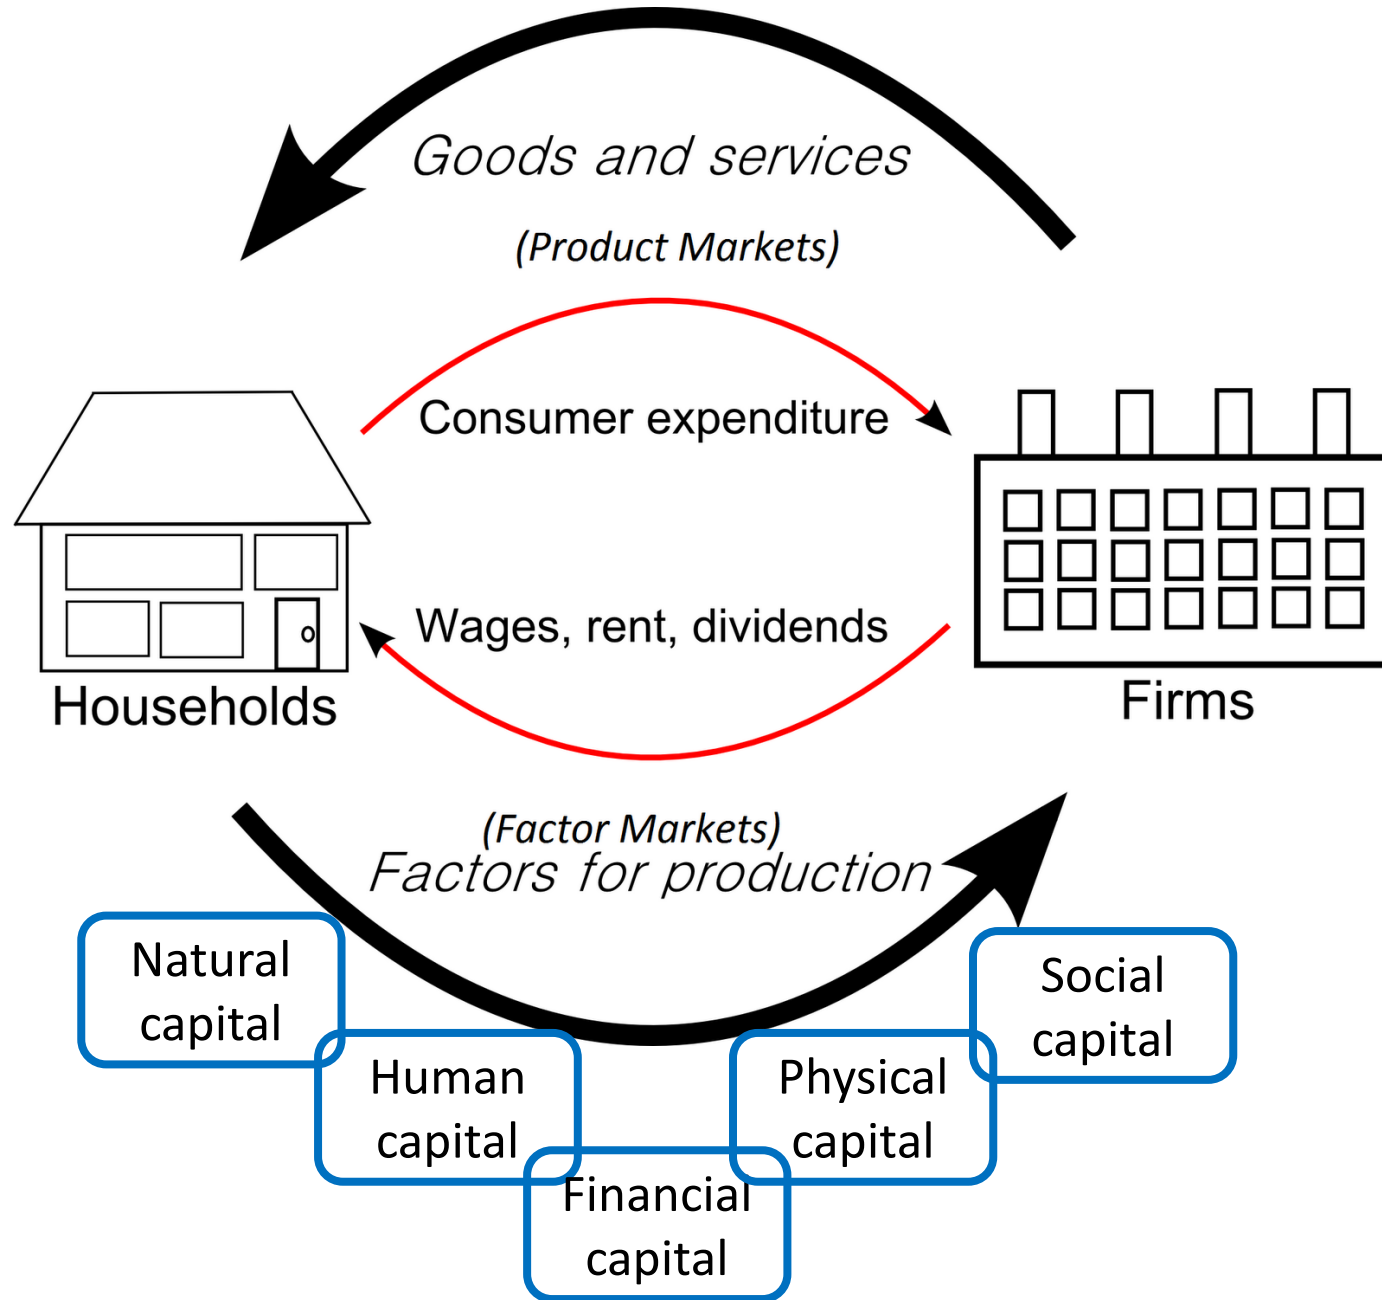 Goods and services
(Product Markets)
Consumer expenditure
Wages, rent, dividends
Households
Firms
(Factor Markets)
Factors for production
Natural
capital
Social
capital
Human
capital
Physical
capital
Financial
capital